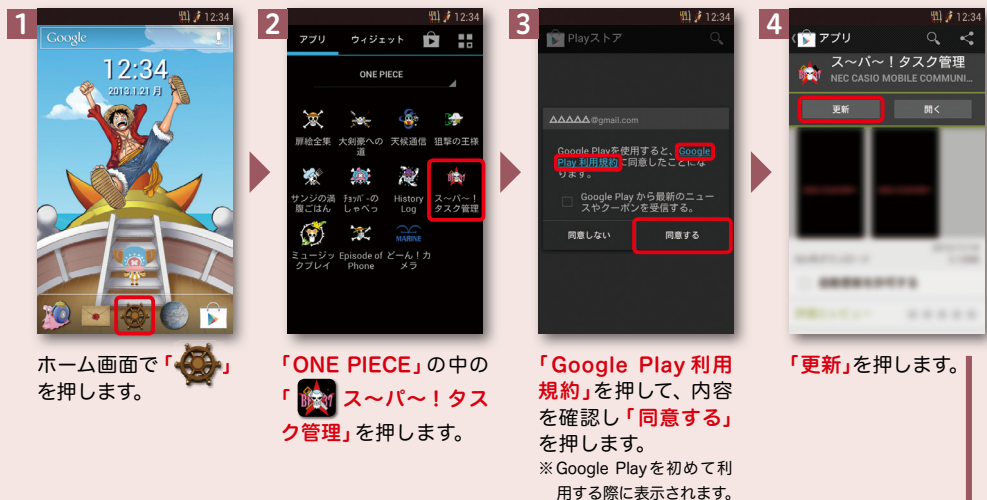 1
12:34
Google
12:34
2013.1.21 月
ホーム画面で「 」
を押します。
2
12:34
アプリ
ウィジェット
ONE PIECE
扉絵全集
大剣豪への
道
天候通信
狙撃の王様
サンジの満
腹ごはん
ﾁｮｯﾊﾟｰの
しゃべっ
History
Log
ス～パ～！
タスク管理
ミュージッ
クプレイ
Episode of
Phone
MARINE
どーん！カ
メラ
「ONE PIECE」の中の
「 ス～パ～！タス
ク管理」を押します。
3
12:34
Playストア
△△△△△@gmail.com
Google Playを使用すると、Google
Play 利用規約に同意したことにな
ります。
Google Play から最新のニュー
スやクーポンを受信する。
同意しない
同意する
「Google Play 利用
規約」を押して、内容
を確認し「同意する」
を押します。
※Google Playを初めて利
用する際に表示されます。
4
12:34
アプリ
ス～パ～！タスク管理
NEC CASIO MOBILE COMMUNI...
更新
開く
「更新」を押します。